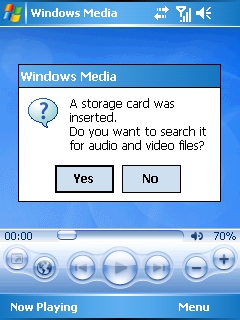 Windows Media
Windows Media
A storage card was
inserted.
Do you want to search it
for audio and video files?
Yes No
00:00 70%
Now Playing Menu